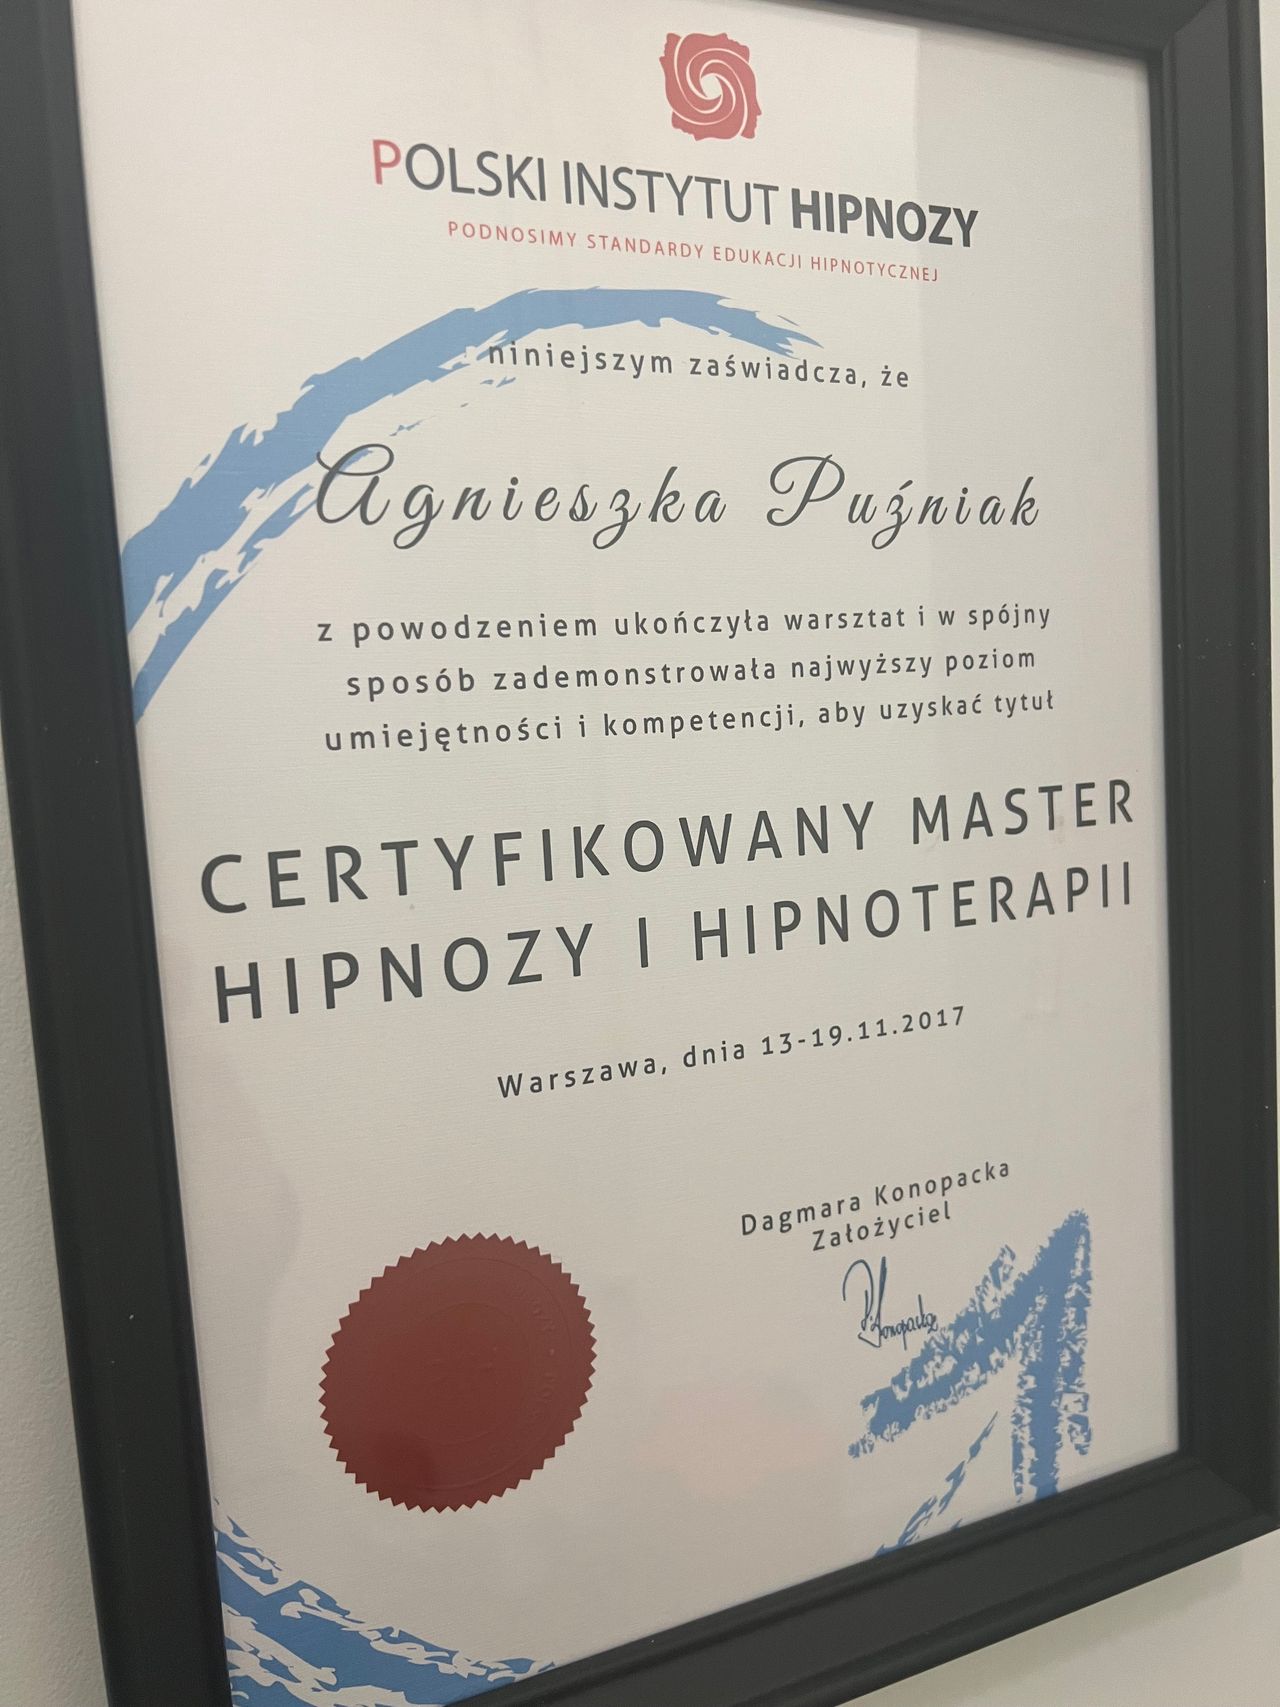 POLSKI INSTYTUT HIPNOZY
PODNOSIMY STANDARDY EDUKACJI HIPNOTYCZNEJ
niniejszym zaświadcza, że
Agnieszka Puźniak
z powodzeniem ukończyła warsztat i w spójny
sposób zademonstrowała najwyższy poziom
umiejętności i kompetencji, aby uzyskać tytuł
CERTYFIKOWANY MASTER
HIPNOZY I HIPNOTERAPII
Warszawa, dnia 13-19.11.2017
Dagmara Konopacka
Założyciel
D. Konopacka